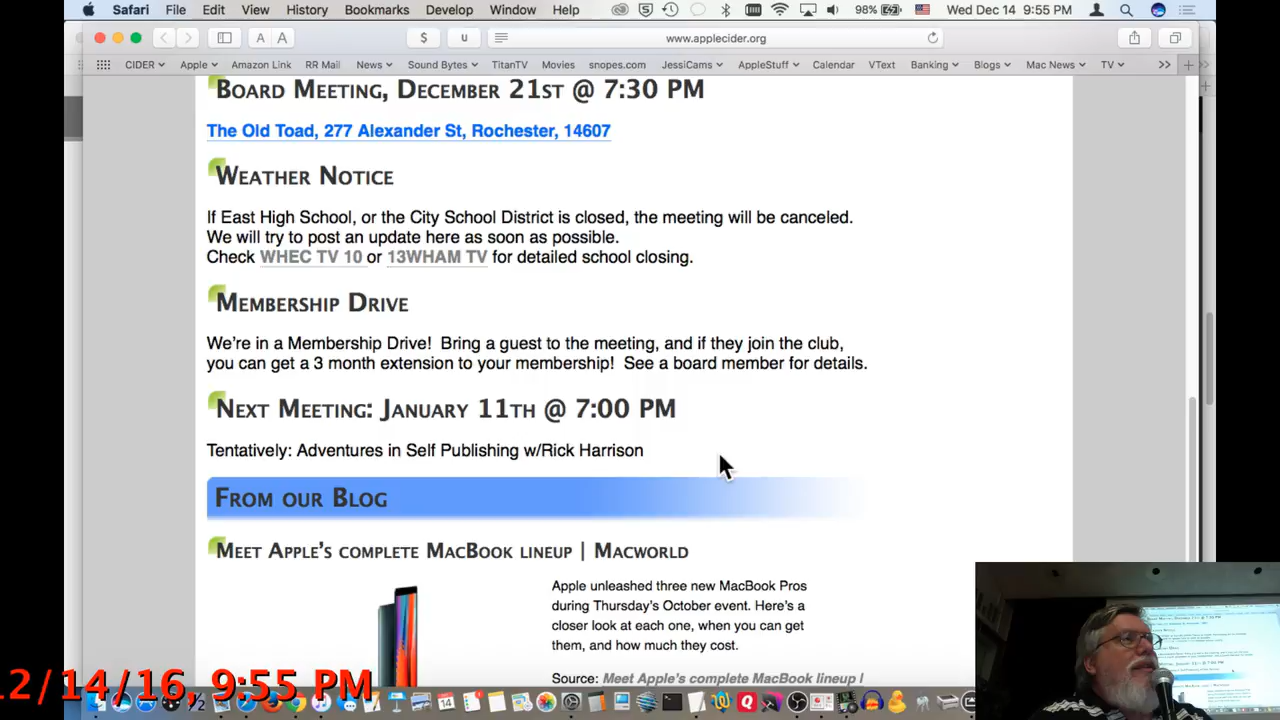 Safari File Edit View History Bookmarks Develop Window Help 98% Wed Dec 14 9:55 PM
A A $ u www.applecider.org
CIDER Apple Amazon Link RR Mail News Sound Bytes TitanTV Movies snopes.com JessiCams AppleStuff Calendar VText Banking Blogs Mac News TV >> +
Board Meeting, December 21st @ 7:30 PM
The Old Toad, 277 Alexander St, Rochester, 14607
Weather Notice
If East High School, or the City School District is closed, the meeting will be canceled.
We will try to post an update here as soon as possible.
Check WHEC TV 10 or 13WHAM TV for detailed school closing.
Membership Drive
We're in a Membership Drive! Bring a guest to the meeting, and if they join the club,
you can get a 3 month extension to your membership! See a board member for details.
Next Meeting: January 11th @ 7:00 PM
Tentatively: Adventures in Self Publishing w/Rick Harrison
From our Blog
Meet Apple's complete MacBook lineup | Macworld
Apple unleashed three new MacBook Pros
during Thursday's October event. Here's a
look at each one, when you can get
them, and how much they cost.
Source: Meet Apple's complete MacBook lineup |
12/14/16, 9:55 PM